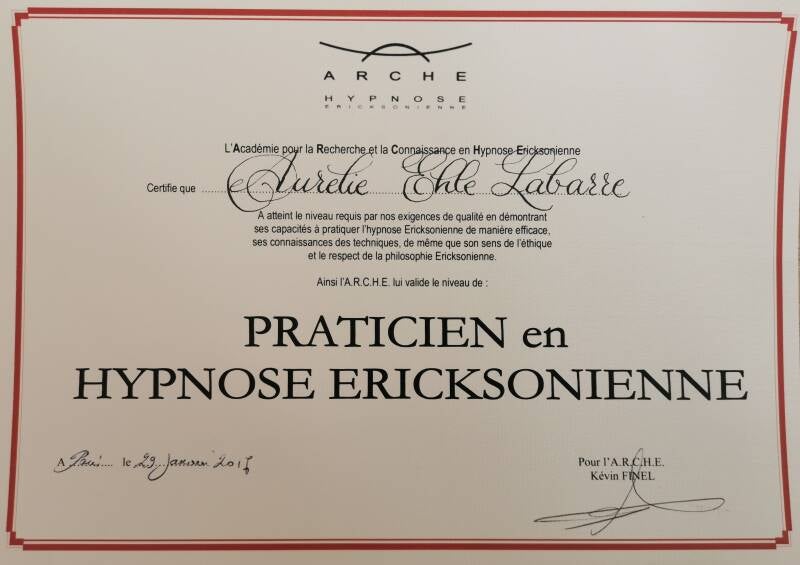 ARCHE
HYPNOSE
ERICKSONIENNE
L'Académie pour la Recherche et la Connaissance en Hypnose Ericksonienne
Certifie que Aurélie Ehle Labarre
A atteint le niveau requis par nos exigences de qualité en démontrant
ses capacités à pratiquer l'hypnose Ericksonienne de manière efficace,
ses connaissances des techniques, de même que son sens de l'éthique
et le respect de la philosophie Ericksonienne.
Ainsi l'A.R.C.H.E. lui valide le niveau de :
PRATICIEN en
HYPNOSE ERICKSONIENNE
A Paris.... le 29 Janvier
Pour l'A.R.C.H.E.
Kévin FINEL